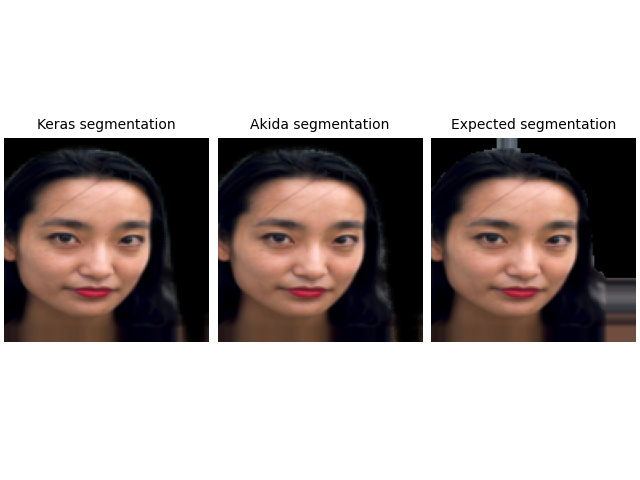 Keras segmentation
Akida segmentation
Expected segmentation